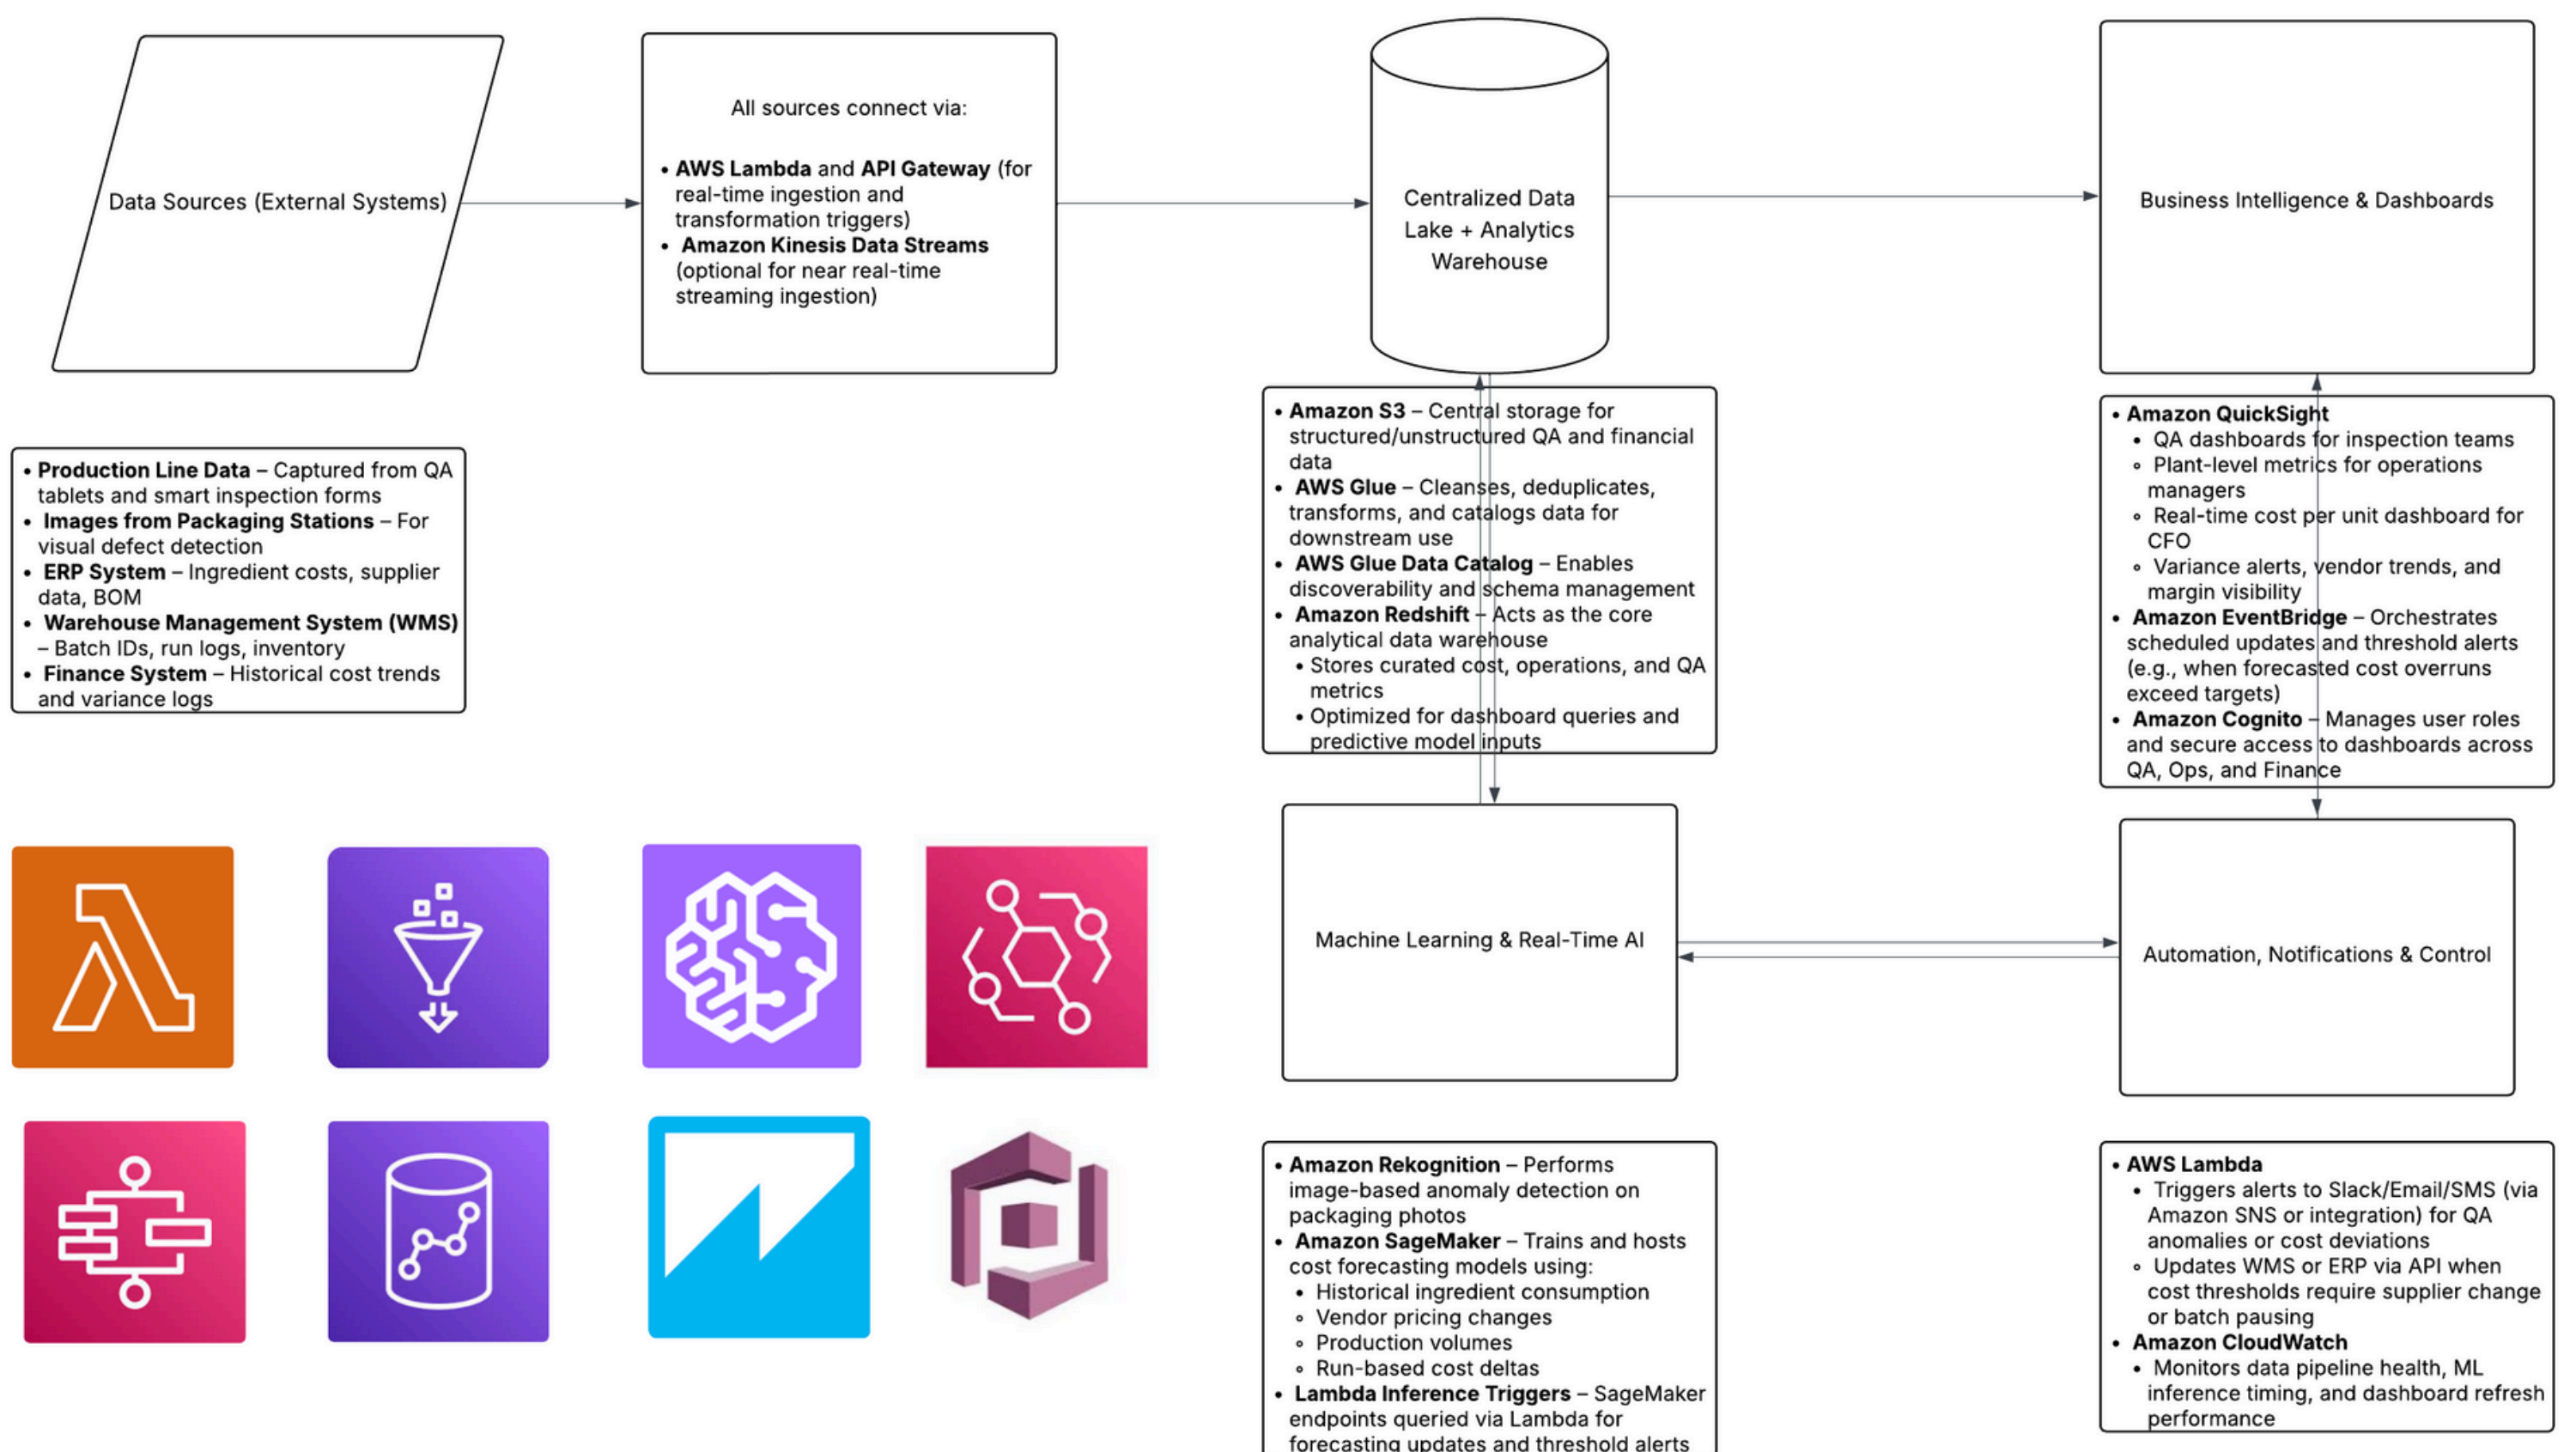 Data Sources (External Systems)
All sources connect via:
• AWS Lambda and API Gateway (for
real-time ingestion and
transformation triggers)
• Amazon Kinesis Data Streams
(optional for near real-time
streaming ingestion)
Centralized Data
Lake + Analytics
Warehouse
Business Intelligence & Dashboards
• Production Line Data – Captured from QA
tablets and smart inspection forms
• Images from Packaging Stations – For
visual defect detection
• ERP System – Ingredient costs, supplier
data, BOM
• Warehouse Management System (WMS)
– Batch IDs, run logs, inventory
• Finance System – Historical cost trends
and variance logs
• Amazon S3 – Central storage for
structured/unstructured QA and financial
data
• AWS Glue – Cleanses, deduplicates,
transforms, and catalogs data for
downstream use
• AWS Glue Data Catalog – Enables
discoverability and schema management
• Amazon Redshift – Acts as the core
analytical data warehouse
• Stores curated cost, operations, and QA
metrics
• Optimized for dashboard queries and
predictive model inputs
• Amazon QuickSight
• QA dashboards for inspection teams
◦ Plant-level metrics for operations
managers
◦ Real-time cost per unit dashboard for
CFO
◦ Variance alerts, vendor trends, and
margin visibility
• Amazon EventBridge – Orchestrates
scheduled updates and threshold alerts
(e.g., when forecasted cost overruns
exceed targets)
• Amazon Cognito – Manages user roles
and secure access to dashboards across
QA, Ops, and Finance
Machine Learning & Real-Time AI
Automation, Notifications & Control
• Amazon Rekognition – Performs
image-based anomaly detection on
packaging photos
• Amazon SageMaker – Trains and hosts
cost forecasting models using:
• Historical ingredient consumption
◦ Vendor pricing changes
◦ Production volumes
◦ Run-based cost deltas
• Lambda Inference Triggers – SageMaker
endpoints queried via Lambda for
forecasting updates and threshold alerts
• AWS Lambda
• Triggers alerts to Slack/Email/SMS (via
Amazon SNS or integration) for QA
anomalies or cost deviations
◦ Updates WMS or ERP via API when
cost thresholds require supplier change
or batch pausing
• Amazon CloudWatch
• Monitors data pipeline health, ML
inference timing, and dashboard refresh
performance